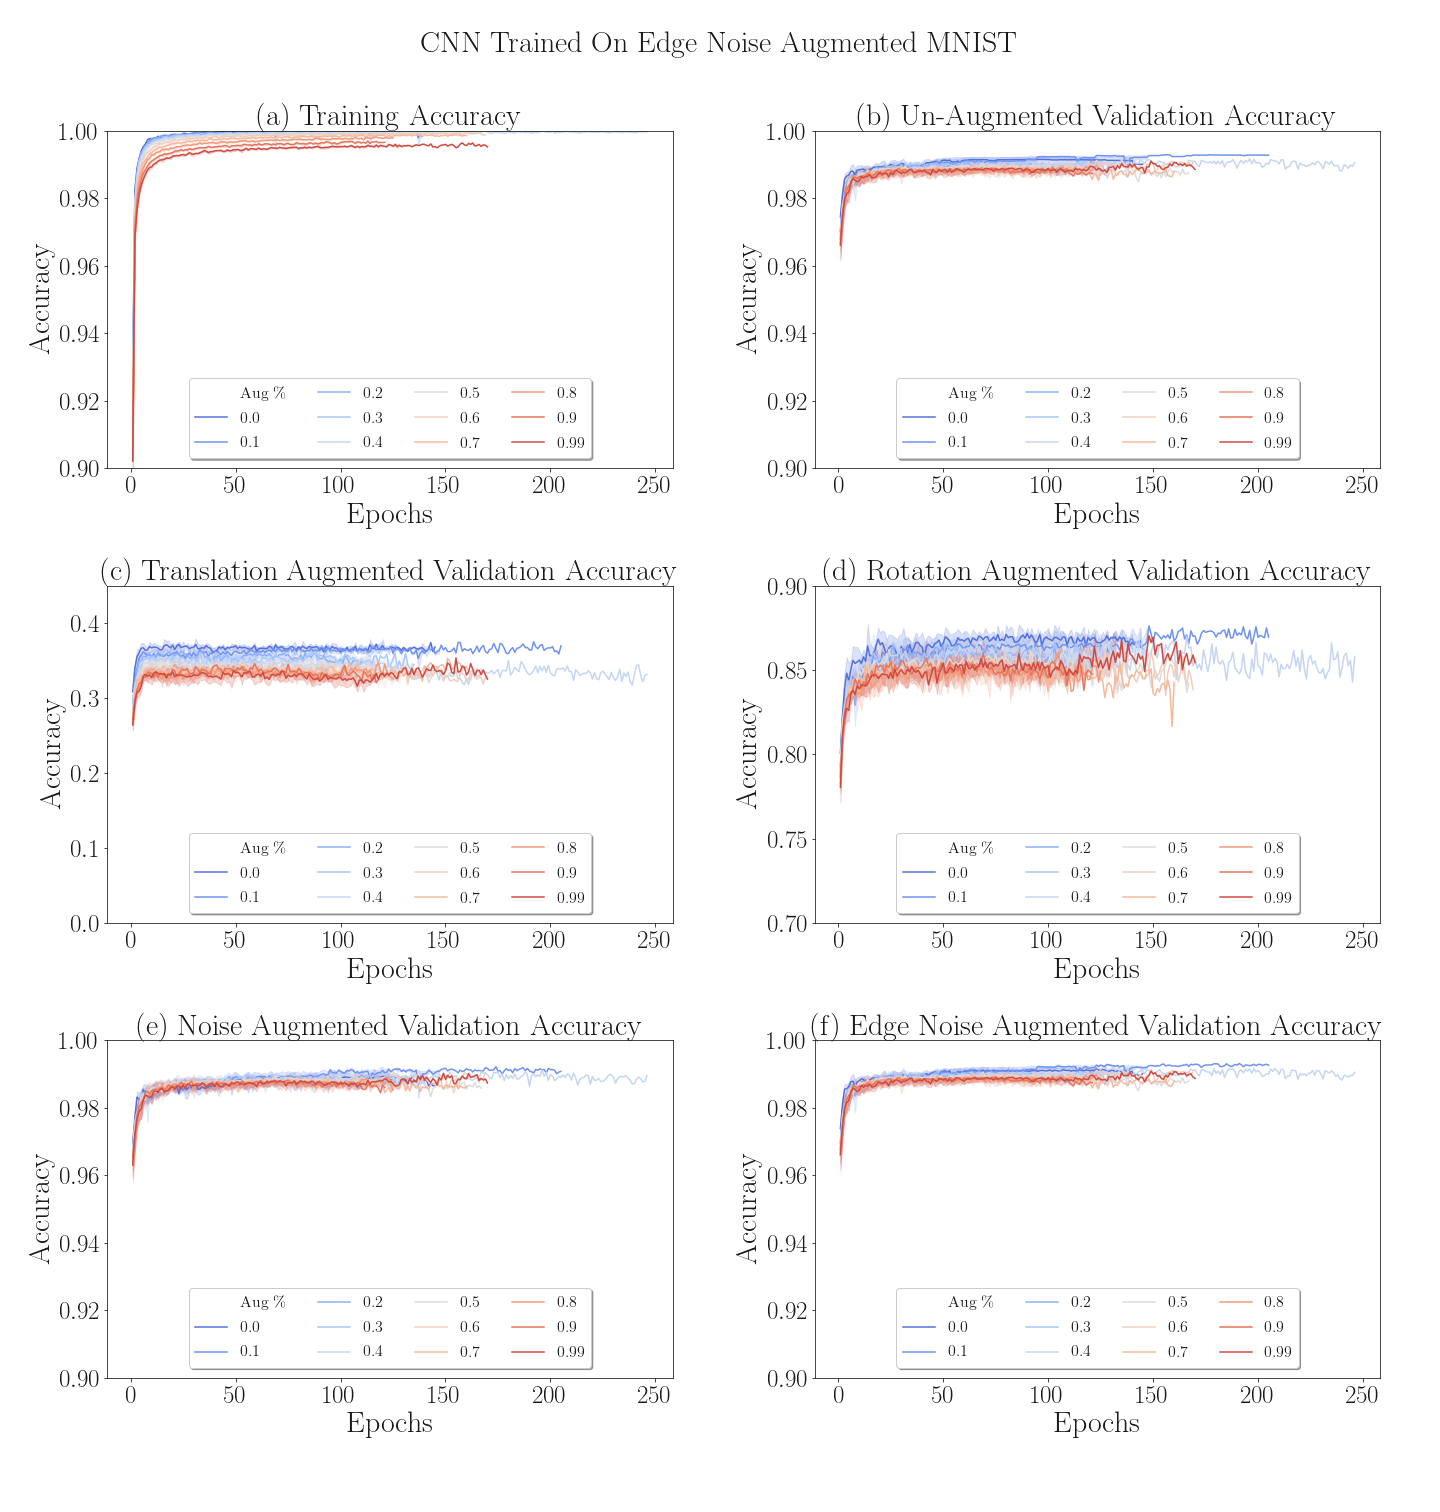 CNN Trained On Edge Noise Augmented MNIST
(a) Training Accuracy
1.00
0.98
0.96
0.94
0.92
0.90
Accuracy
Aug % 0.2 0.5 0.8
0.0 0.3 0.6 0.9
0.1 0.4 0.7 0.99
0 50 100 150 200 250
Epochs
(b) Un-Augmented Validation Accuracy
1.00
0.98
0.96
0.94
0.92
0.90
Accuracy
Aug % 0.2 0.5 0.8
0.0 0.3 0.6 0.9
0.1 0.4 0.7 0.99
0 50 100 150 200 250
Epochs
(c) Translation Augmented Validation Accuracy
0.4
0.3
0.2
0.1
0.0
Accuracy
Aug % 0.2 0.5 0.8
0.0 0.3 0.6 0.9
0.1 0.4 0.7 0.99
0 50 100 150 200 250
Epochs
(d) Rotation Augmented Validation Accuracy
0.90
0.85
0.80
0.75
0.70
Accuracy
Aug % 0.2 0.5 0.8
0.0 0.3 0.6 0.9
0.1 0.4 0.7 0.99
0 50 100 150 200 250
Epochs
(e) Noise Augmented Validation Accuracy
1.00
0.98
0.96
0.94
0.92
0.90
Accuracy
Aug % 0.2 0.5 0.8
0.0 0.3 0.6 0.9
0.1 0.4 0.7 0.99
0 50 100 150 200 250
Epochs
(f) Edge Noise Augmented Validation Accuracy
1.00
0.98
0.96
0.94
0.92
0.90
Accuracy
Aug % 0.2 0.5 0.8
0.0 0.3 0.6 0.9
0.1 0.4 0.7 0.99
0 50 100 150 200 250
Epochs